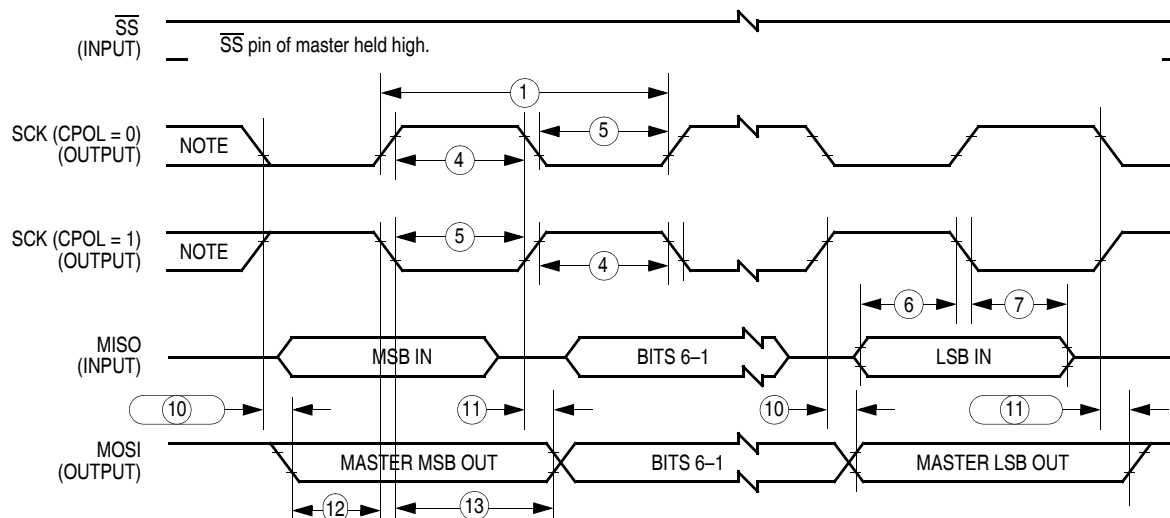 SS
(INPUT)
SS pin of master held high.
1
SCK (CPOL = 0)
(OUTPUT)
NOTE
5
4
SCK (CPOL = 1)
(OUTPUT)
NOTE
5
4
6
7
MISO
(INPUT)
MSB IN
BITS 6–1
LSB IN
10
11
10
11
MOSI
(OUTPUT)
MASTER MSB OUT
BITS 6–1
MASTER LSB OUT
12
13